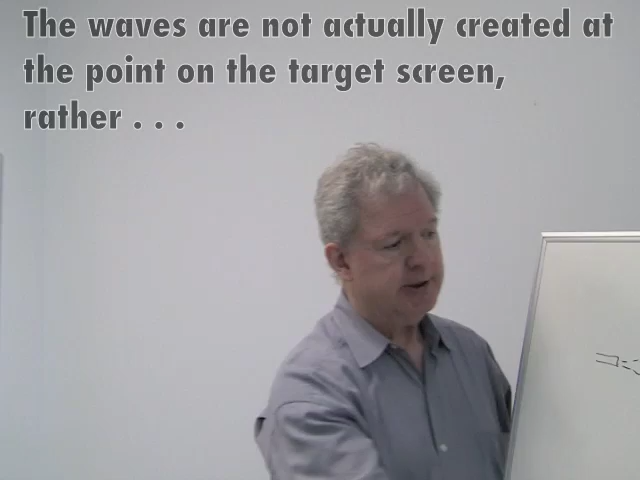 The waves are not actually created at
the point on the target screen,
rather . . .